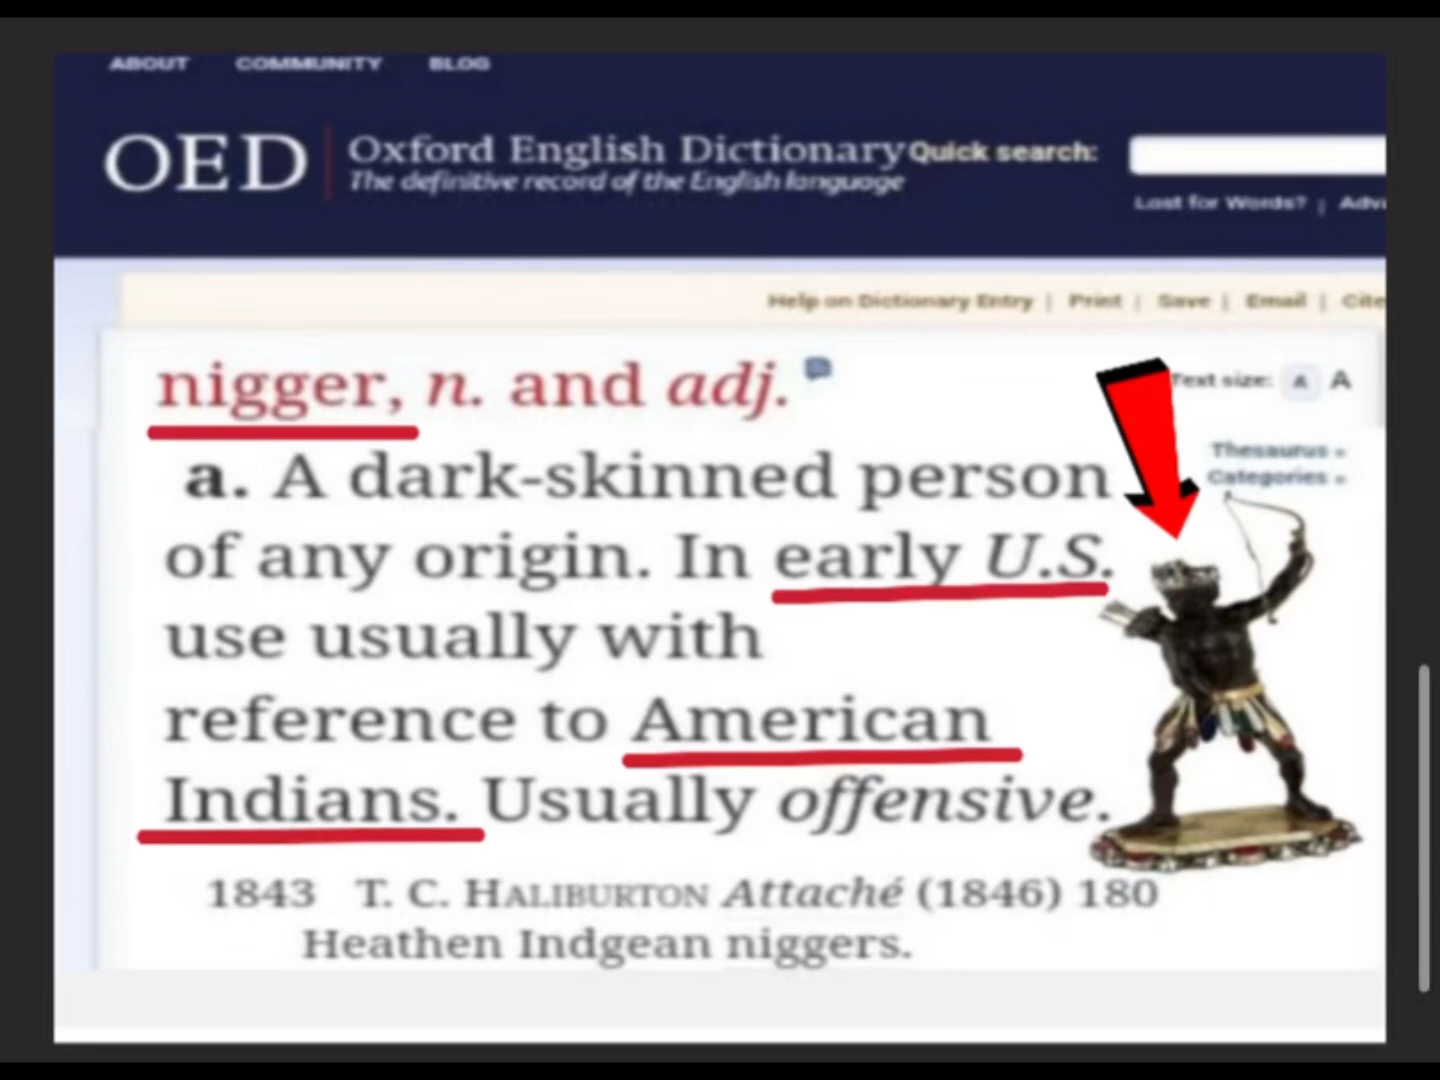 ABOUT COMMUNITY BLOG
OED Oxford English Dictionary Quick search:
The definitive record of the English language
Lost for Words? |
Help on Dictionary Entry | Print | Save | Email | Cite
nigger, n. and adj.
Text size: A A
Thesaurus »
Categories »
a. A dark-skinned person
of any origin. In early U.S.
use usually with
reference to American
Indians. Usually offensive.
1843 T. C. HALIBURTON Attaché (1846) 180
Heathen Indgean niggers.